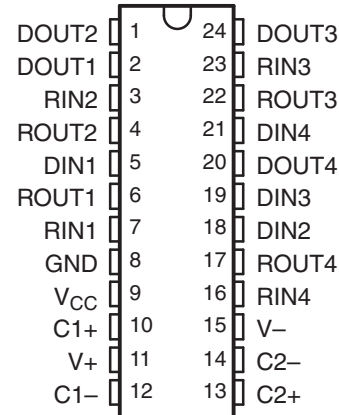 DOUT2 1 24 DOUT3
DOUT1 2 23 RIN3
RIN2 3 22 ROUT3
ROUT2 4 21 DIN4
DIN1 5 20 DOUT4
ROUT1 6 19 DIN3
RIN1 7 18 DIN2
GND 8 17 ROUT4
VCC 9 16 RIN4
C1+ 10 15 V–
V+ 11 14 C2–
C1– 12 13 C2+